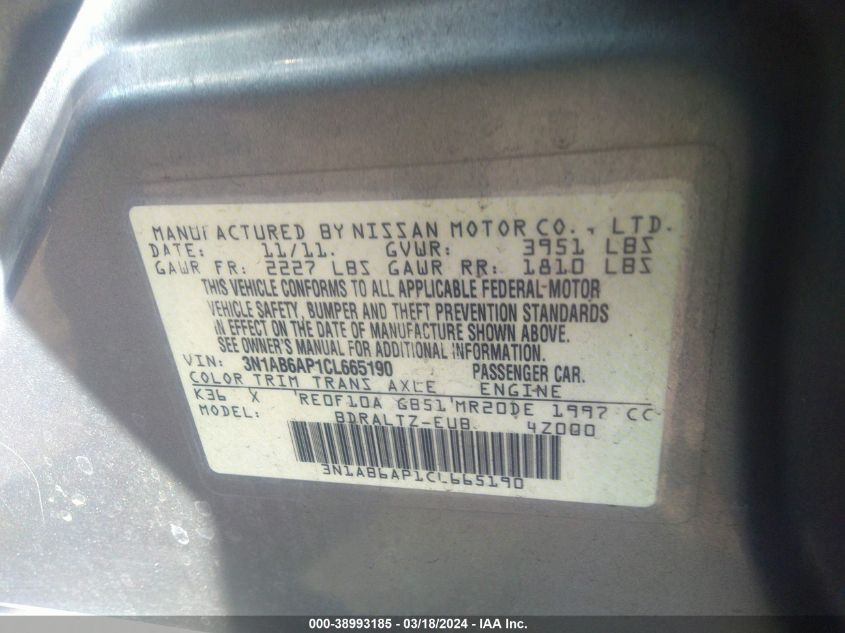 MANUFACTURED BY NISSAN MOTOR CO., LTD.
DATE: 11/11. GVWR: 3951 LBS
GAWR FR: 2227 LBS GAWR RR: 1810 LBS
THIS VEHICLE CONFORMS TO ALL APPLICABLE FEDERAL MOTOR
VEHICLE SAFETY, BUMPER AND THEFT PREVENTION STANDARDS
IN EFFECT ON THE DATE OF MANUFACTURE SHOWN ABOVE.
SEE OWNER'S MANUAL FOR ADDITIONAL INFORMATION
VIN: 3N1AB6AP1CL665190 PASSENGER CAR.
COLOR TRIM TRANS AXLE ENGINE
K36 X RE0F10A GB51 MR20DE 1997 CC
MODEL: BDRALTZ-EUB. 4Z000
3N1AB6AP1CL665190
000-38993185 - 03/18/2024 - IAA Inc.